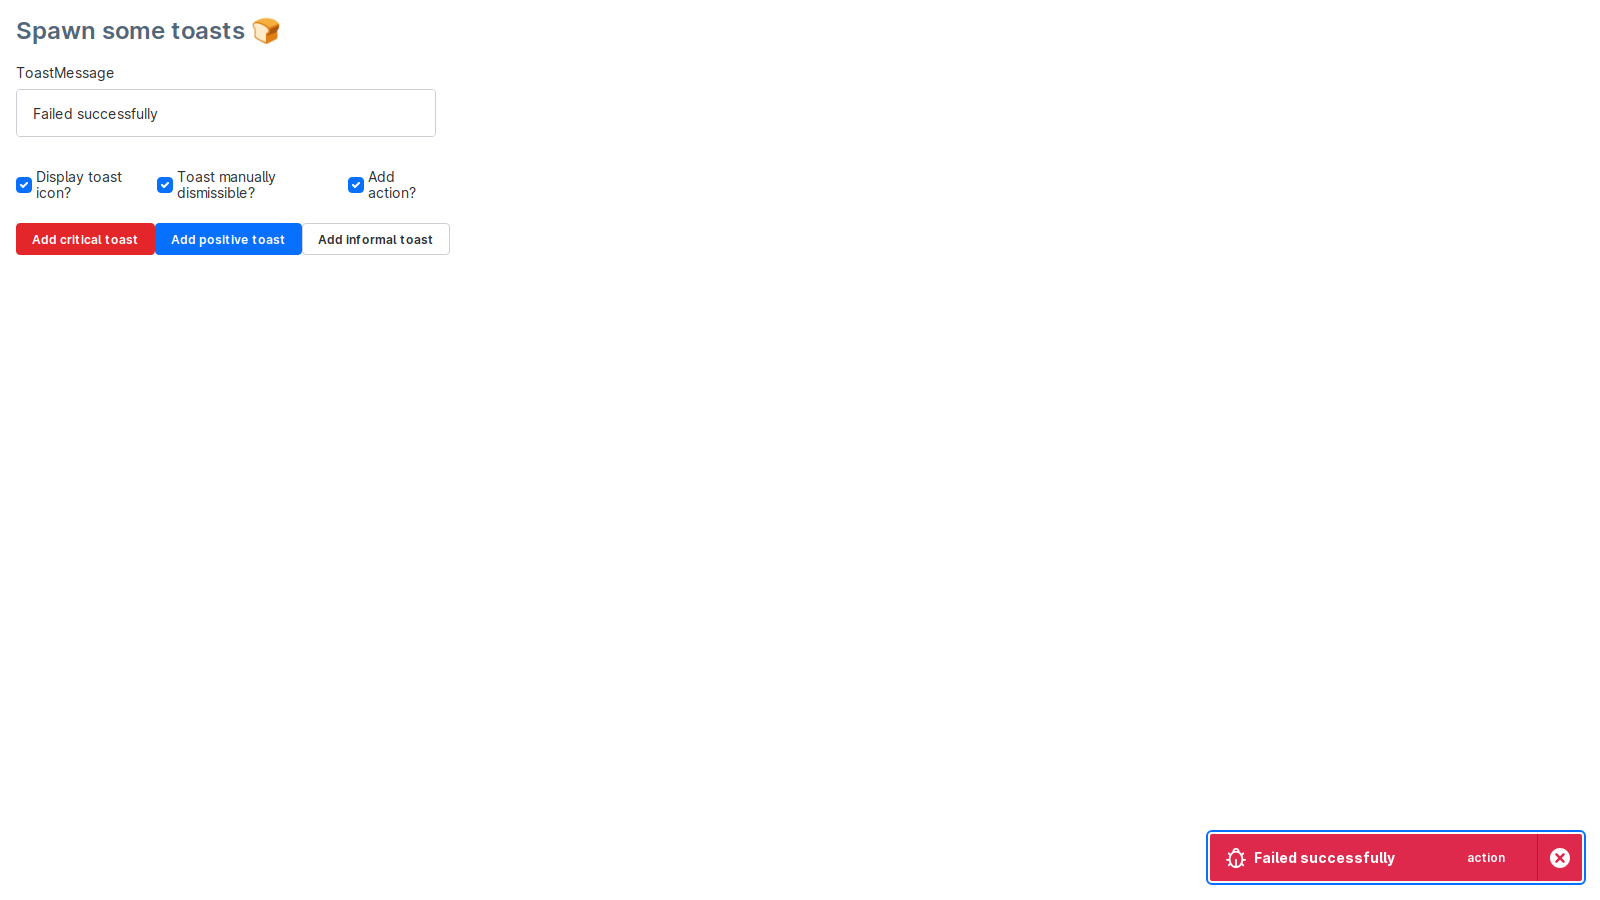 Spawn some toasts 🍞
ToastMessage
Failed successfully
Display toast
icon?
Toast manually
dismissible?
Add
action?
Add critical toast
Add positive toast
Add informal toast
Failed successfully
action